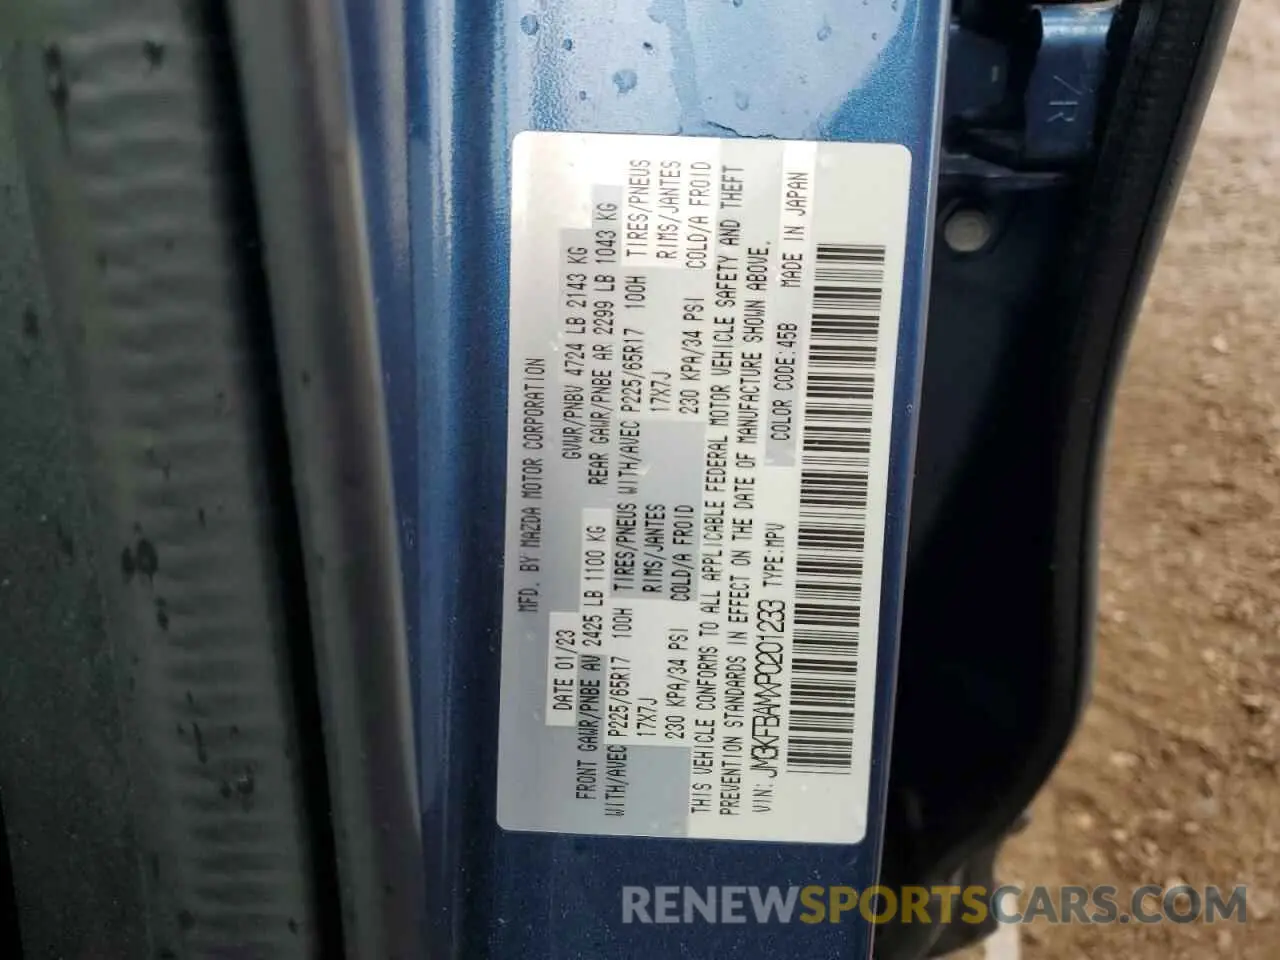 MFD. BY MAZDA MOTOR CORPORATION
DATE 01/23 GVWR/PNBV 4724 LB 2143 KG
FRONT GAWR/PNBE AV 2425 LB 1100 KG REAR GAWR/PNBE AR 2299 LB 1043 KG
WITH/AVEC P225/65R17 100H TIRES/PNEUS WITH/AVEC P225/65R17 100H TIRES/PNEUS
17X7J RIMS/JANTES 17X7J RIMS/JANTES
230 KPA/34 PSI COLD/A FROID 230 KPA/34 PSI COLD/A FROID
THIS VEHICLE CONFORMS TO ALL APPLICABLE FEDERAL MOTOR VEHICLE SAFETY AND THEFT
PREVENTION STANDARDS IN EFFECT ON THE DATE OF MANUFACTURE SHOWN ABOVE.
VIN: JM3KFBAMXP0201233 TYPE:MPV COLOR CODE:45B MADE IN JAPAN
RENEWSPORTSCARS.COM